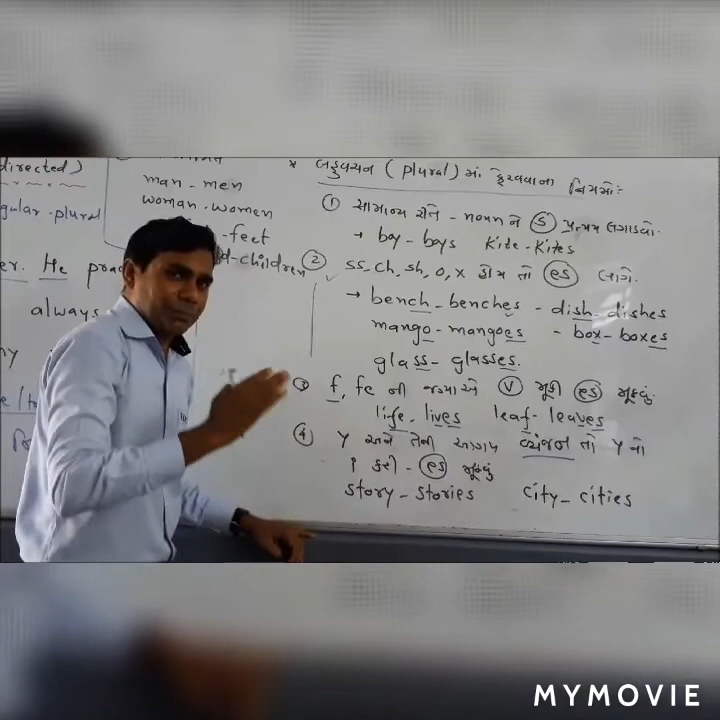 directed)
gular - plural
He
always
man - men
woman - women
- feet
- children
* બહુવચન ( plural ) માં ફેરવવાના નિયમો :-
① સામાન્ય રીતે - noun ને ⓢ પ્રત્યય લગાડવો.
→ boy - boys Kite - Kites
② ss, ch, sh, o, x હોય તો (es) લાગે.
→ bench - benches - dish - dishes
mango - mangoes - box - boxes
glass - glasses.
③ f, fe ની જગ્યાએ ⓥ મૂકી (es) મૂકવું.
life - lives leaf - leaves
④ y અને તેની આગળ વ્યંજન તો y નો
i કરી - (es) મૂકવું
story - stories city - cities
MYMOVIE